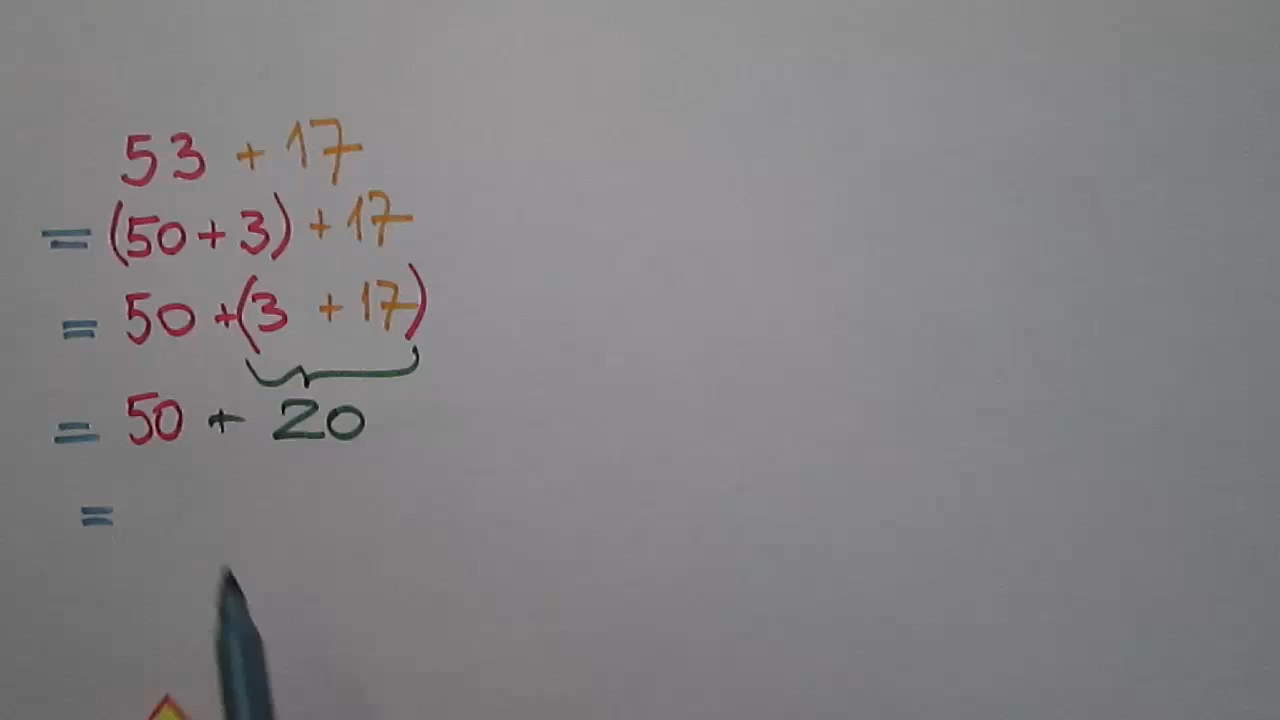 53 + 17
= (50 + 3) + 17
= 50 + (3 + 17)
= 50 + 20
=